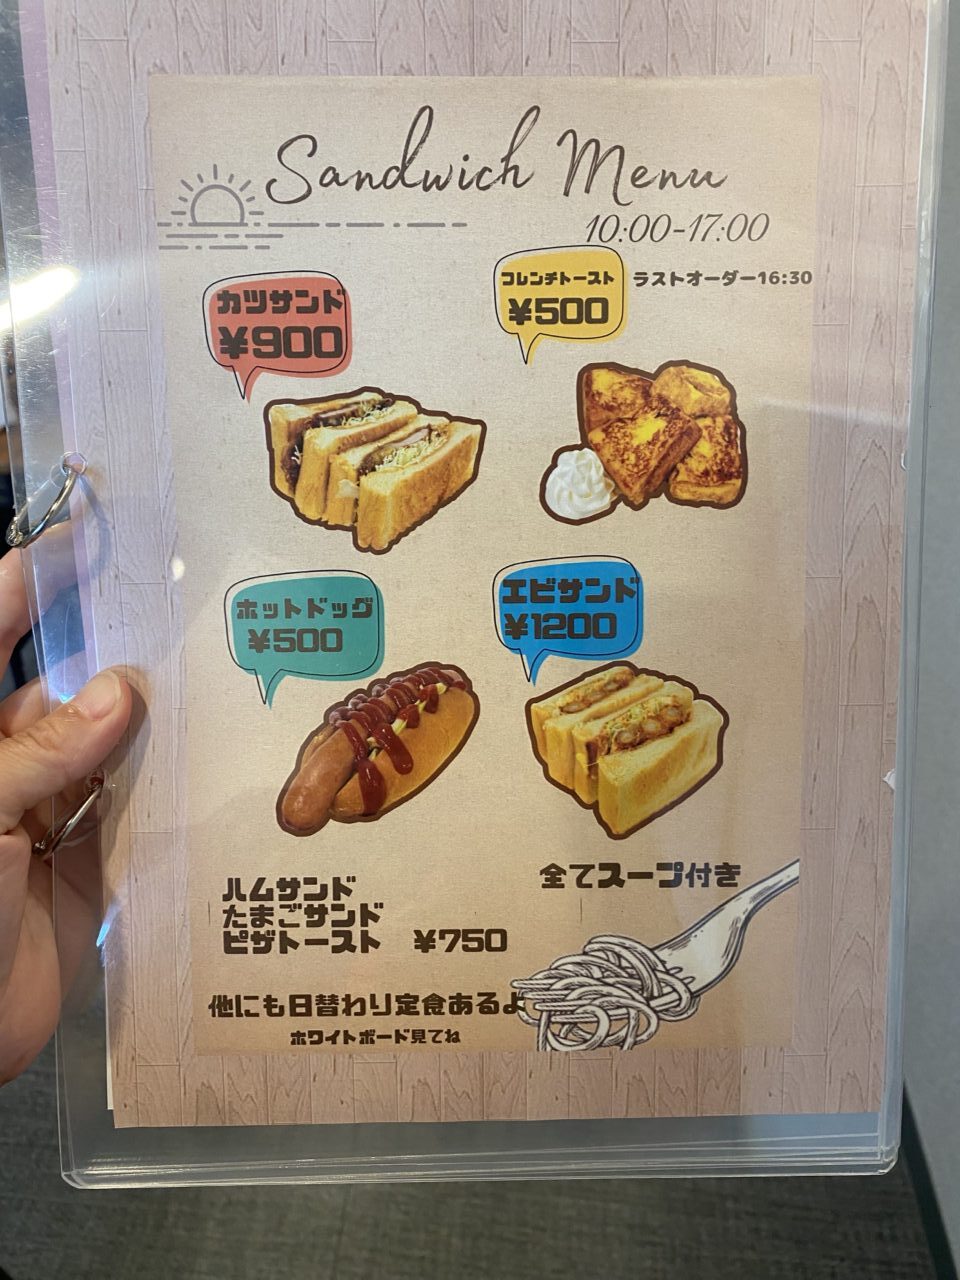 Sandwich Menu
10:00-17:00
ラストオーダー16:30
カツサンド
¥900
フレンチトースト
¥500
ホットドッグ
¥500
エビサンド
¥1200
全てスープ付き
ハムサンド
たまごサンド
ピザトースト ¥750
他にも日替わり定食あるよ
ホワイトボード見てね